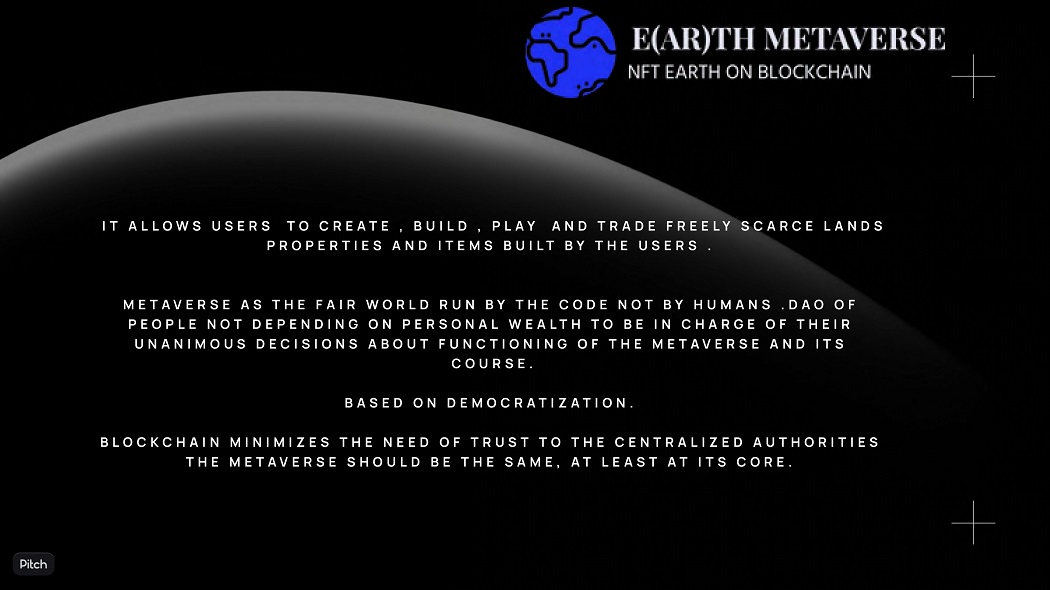 E(AR)TH METAVERSE
NFT EARTH ON BLOCKCHAIN
IT ALLOWS USERS TO CREATE , BUILD , PLAY AND TRADE FREELY SCARCE LANDS
PROPERTIES AND ITEMS BUILT BY THE USERS .
METAVERSE AS THE FAIR WORLD RUN BY THE CODE NOT BY HUMANS .DAO OF
PEOPLE NOT DEPENDING ON PERSONAL WEALTH TO BE IN CHARGE OF THEIR
UNANIMOUS DECISIONS ABOUT FUNCTIONING OF THE METAVERSE AND ITS
COURSE.
BASED ON DEMOCRATIZATION.
BLOCKCHAIN MINIMIZES THE NEED OF TRUST TO THE CENTRALIZED AUTHORITIES
THE METAVERSE SHOULD BE THE SAME, AT LEAST AT ITS CORE.
Pitch